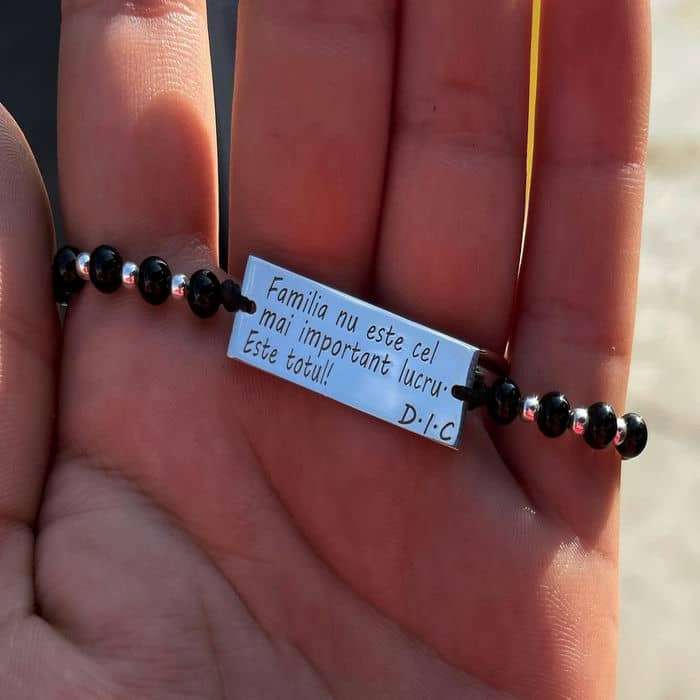 Familia nu este cel
mai important lucru.
Este totul!
D.I.C